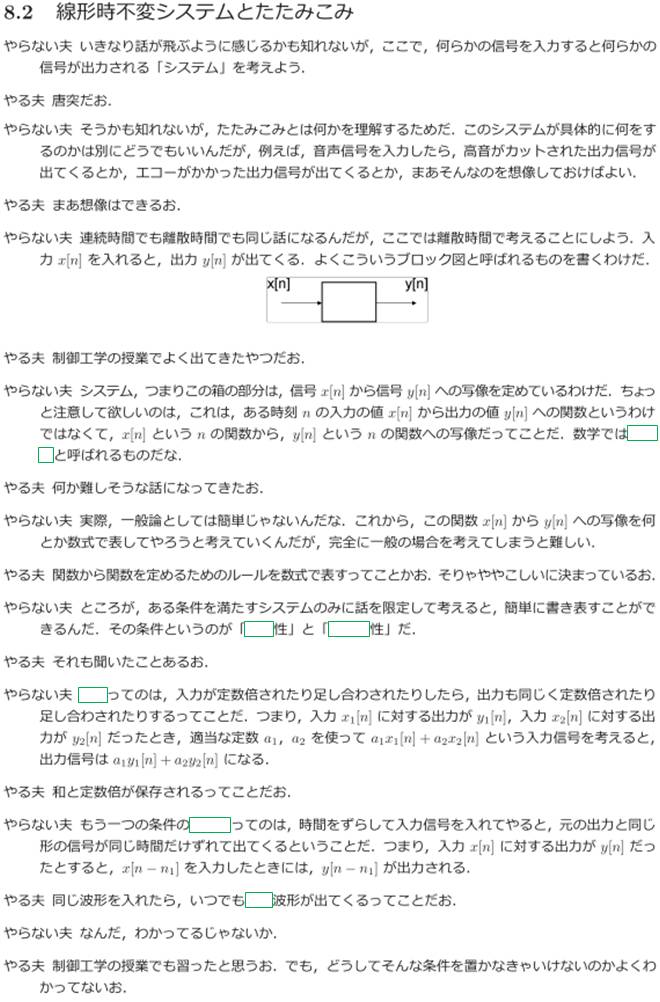 8.2 線形時不変システムとたたみこみ
やらない夫 いきなり話が飛ぶように感じるかも知れないが，ここで，何らかの信号を入力すると何らかの
信号が出力される「システム」を考えよう．
やる夫 唐突だお．
やらない夫 そうかも知れないが，たたみこみとは何かを理解するためだ．このシステムが具体的に何をす
るのかは別にどうでもいいんだが，例えば，音声信号を入力したら，高音がカットされた出力信号が
出てくるとか，エコーがかかった出力信号が出てくるとか，まあそんなのを想像しておけばよい．
やる夫 まあ想像はできるお．
やらない夫 連続時間でも離散時間でも同じ話になるんだが，ここでは離散時間で考えることにしよう．入
力 x[n] を入れると，出力 y[n] が出てくる．よくこういうブロック図と呼ばれるものを書くわけだ．
x[n] y[n]
やる夫 制御工学の授業でよく出てきたやつだお．
やらない夫 システム，つまりこの箱の部分は，信号 x[n] から信号 y[n] への写像を定めているわけだ．ちょっ
と注意して欲しいのは，これは，ある時刻 n の入力の値 x[n] から出力の値 y[n] への関数というわけ
ではなくて，x[n] という n の関数から，y[n] という n の関数への写像だってことだ．数学では
と呼ばれるものだな．
やる夫 何か難しそうな話になってきたお．
やらない夫 実際，一般論としては簡単じゃないんだな．これから，この関数 x[n] から y[n] への写像を何
とか数式で表してやろうと考えていくんだが，完全に一般の場合を考えてしまうと難しい．
やる夫 関数から関数を定めるためのルールを数式で表すってことかお．そりゃややこしいに決まっているお．
やらない夫 ところが，ある条件を満たすシステムのみに話を限定して考えると，簡単に書き表すことがで
きるんだ．その条件というのが「 性」と「 性」だ．
やる夫 それも聞いたことあるお．
やらない夫 ってのは，入力が定数倍されたり足し合わされたりしたら，出力も同じく定数倍されたり
足し合わされたりするってことだ．つまり，入力 x₁[n] に対する出力が y₁[n]，入力 x₂[n] に対する出
力が y₂[n] だったとき，適当な定数 a₁，a₂ を使って a₁x₁[n] + a₂x₂[n] という入力信号を考えると，
出力信号は a₁y₁[n] + a₂y₂[n] になる．
やる夫 和と定数倍が保存されるってことだお．
やらない夫 もう一つの条件の ってのは，時間をずらして入力信号を入れてやると，元の出力と同じ
形の信号が同じ時間だけずれて出てくるということだ．つまり，入力 x[n] に対する出力が y[n] だっ
たとすると，x[n − n₁] を入力したときには，y[n − n₁] が出力される．
やる夫 同じ波形を入れたら，いつでも 波形が出てくるってことだお．
やらない夫 なんだ，わかってるじゃないか．
やる夫 制御工学の授業でも習ったと思うお．でも，どうしてそんな条件を置かなきゃいけないのかよくわ
かってないお．